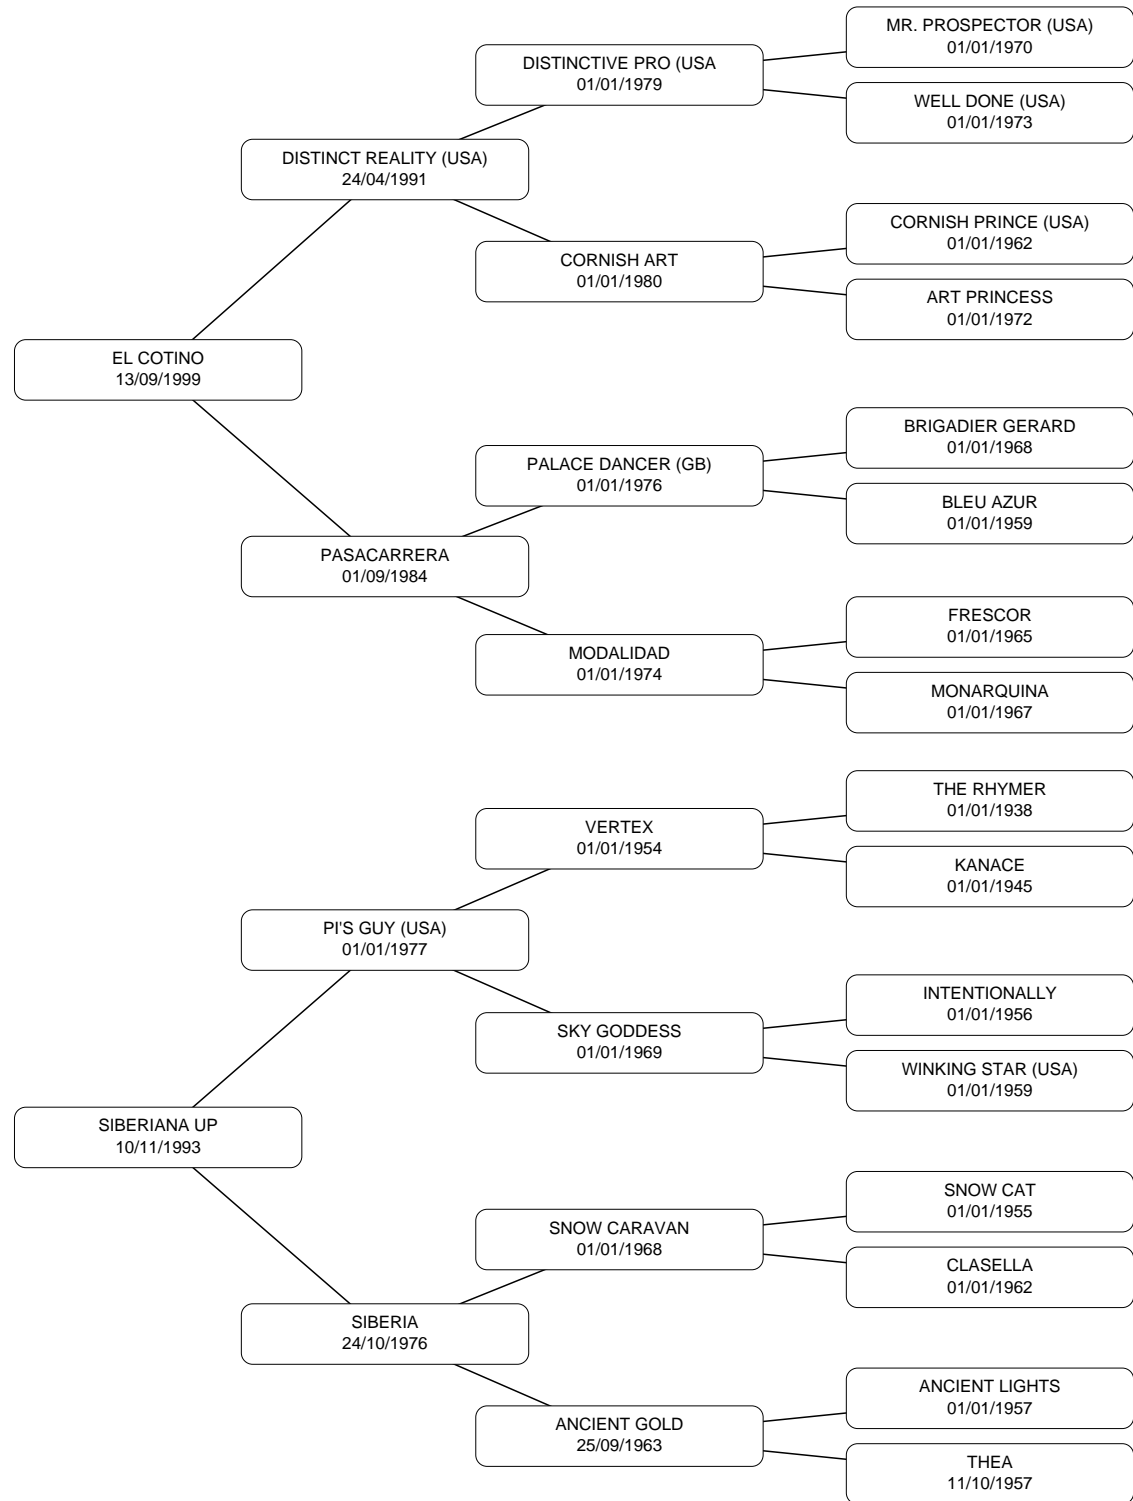 MR. PROSPECTOR (USA)
01/01/1970
DISTINCTIVE PRO (USA
01/01/1979
WELL DONE (USA)
01/01/1973
DISTINCT REALITY (USA)
24/04/1991
CORNISH PRINCE (USA)
01/01/1962
CORNISH ART
01/01/1980
ART PRINCESS
01/01/1972
EL COTINO
13/09/1999
BRIGADIER GERARD
01/01/1968
PALACE DANCER (GB)
01/01/1976
BLEU AZUR
01/01/1959
PASACARRERA
01/09/1984
FRESCOR
01/01/1965
MODALIDAD
01/01/1974
MONARQUINA
01/01/1967
THE RHYMER
01/01/1938
VERTEX
01/01/1954
KANACE
01/01/1945
PI'S GUY (USA)
01/01/1977
INTENTIONALLY
01/01/1956
SKY GODDESS
01/01/1969
WINKING STAR (USA)
01/01/1959
SIBERIANA UP
10/11/1993
SNOW CAT
01/01/1955
SNOW CARAVAN
01/01/1968
CLASELLA
01/01/1962
SIBERIA
24/10/1976
ANCIENT LIGHTS
01/01/1957
ANCIENT GOLD
25/09/1963
THEA
11/10/1957